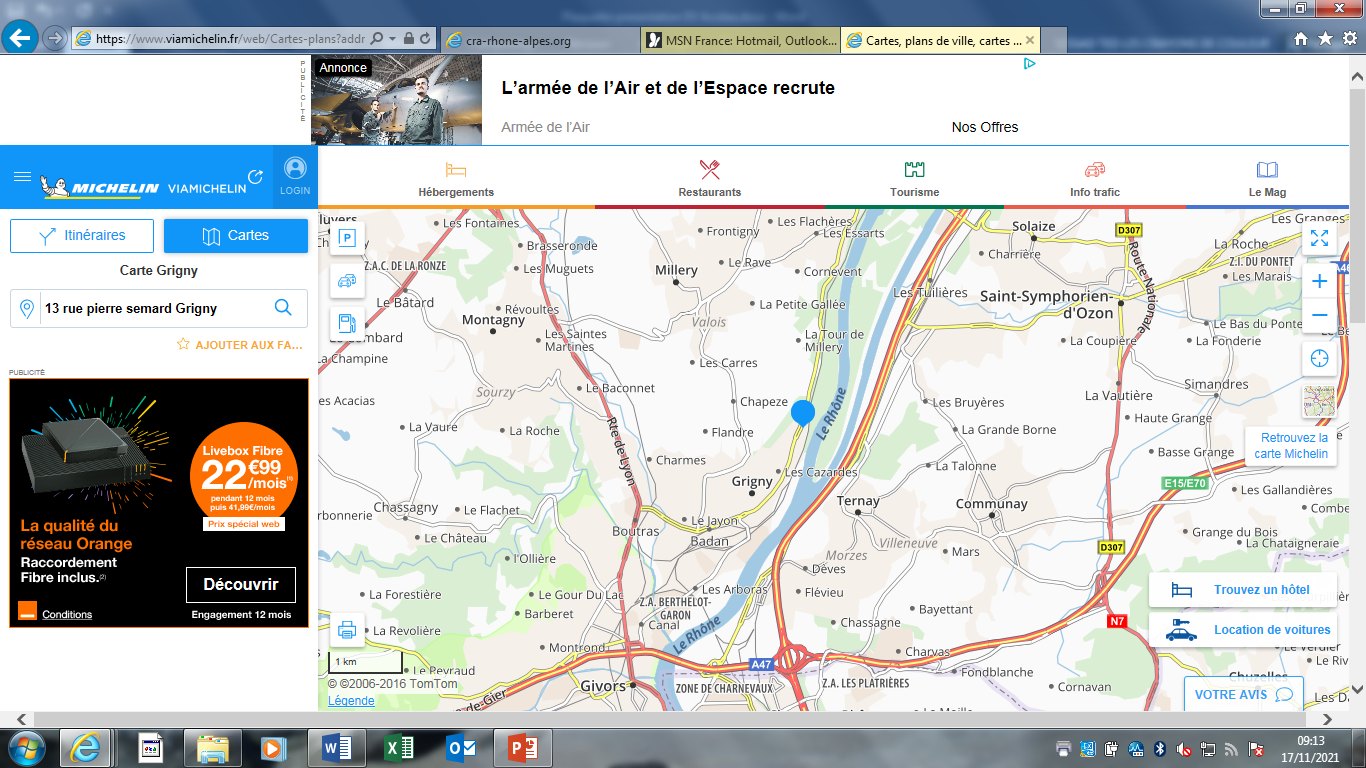 https://www.viamichelin.fr/web/Cartes-plans?addr
cra-rhone-alpes.org
MSN France: Hotmail, Outlook...
Cartes, plans de ville, cartes ...
PUBLICITÉ
Annonce
L'armée de l'Air et de l'Espace recrute
Armée de l'Air
Nos Offres
MICHELIN
VIAMICHELIN
LOGIN
Hébergements
Restaurants
Tourisme
Info trafic
Le Mag
Itinéraires
Cartes
Carte Grigny
13 rue pierre semard Grigny
AJOUTER AUX FA...
PUBLICITÉ
Livebox Fibre
22€99
/mois(1)
pendant 12 mois
puis 41,99€/mois
Prix spécial web
La qualité du
réseau Orange
Raccordement
Fibre inclus.(2)
Découvrir
Conditions
Engagement 12 mois
P
Les Fontaines
Les Flachères
Les Essarts
Frontigny
Solaize
D307
Les Granges
La Roche
Brasseronde
Z.A.C. DE LA RONZE
Les Muguets
Millery
Le Rave
Cornevent
Charrière
Route Nationale
Z.I. DU PONTET
Les Marais
Le Bâtard
Révoultes
La Petite Gallée
Les Tuilières
Saint-Symphorien-
d'Ozon
Montagny
Valois
Les Saintes
Martines
La Tour de
Millery
Le Bas du Ponte
La Coupière
La Fonderie
La Champine
Les Carres
Sourzy
Le Baconnet
Simandres
Les Acacias
Chapeze
Le Rhône
Les Bruyères
La Vautière
Haute Grange
La Vaure
La Roche
Rte de Lyon
Flandre
La Grande Borne
Retrouvez la
carte Michelin
Basse Grange
Charmes
Les Cazardes
La Talonne
E15/E70
Grigny
Ternay
Communay
Les Gallandières
Chassagny
Le Flachet
Le Javon
Badan
Boutras
Le Château
Villeneuve
Morzes
Mars
Grange du Bois
La Chataigneraie
D307
l'Ollière
Dèves
Les Arboras
La Forestière
Le Gour Du Lac
Z.A. BERTHELOT-
GARON
Flévieu
Trouvez un hôtel
Barberet
Canal
Bayettant
La Revolière
Le Rhône
Chassagne
N7
Location de voitures
Montrond
Charvas
Le Verdier
1 km
Le Peyraud
A47
Fondblanche
Givors
ZONE DE CHARNEVAUX
Z.A. LES PLATRIÈRES
Cornavan
© ©2006-2016 TomTom
Légende
VOTRE AVIS
09:13
17/11/2021